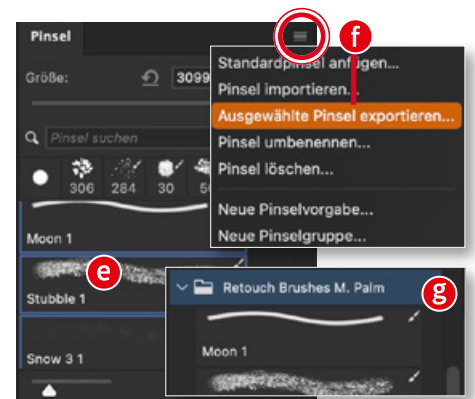 Pinsel
f
Standardpinsel anfügen...
Größe:
3099
Pinsel importieren...
Ausgewählte Pinsel exportieren...
Pinsel suchen
Pinsel umbenennen...
Pinsel löschen...
306 284 30
Neue Pinselvorgabe...
Neue Pinselgruppe...
Moon 1
e
Stubble 1
Retouch Brushes M. Palm
g
Moon 1
Snow 3 1